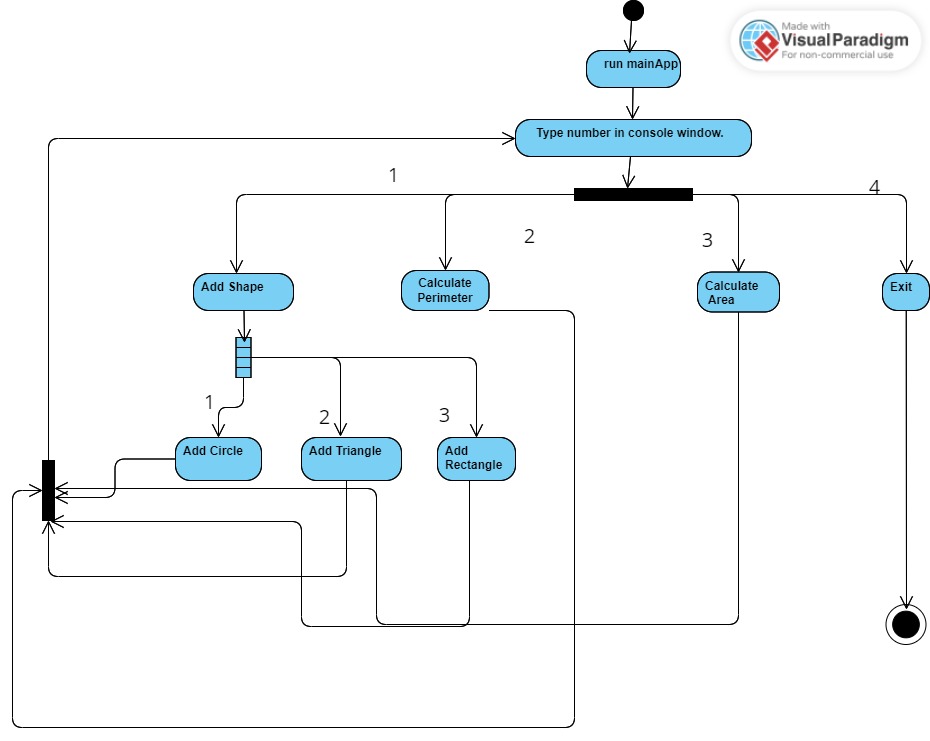 Made with
Visual Paradigm
For non-commercial use
run mainApp
Type number in console window.
1
4
2
3
Add Shape
Calculate
Perimeter
Calculate
Area
Exit
1
2
3
Add Circle
Add Triangle
Add
Rectangle